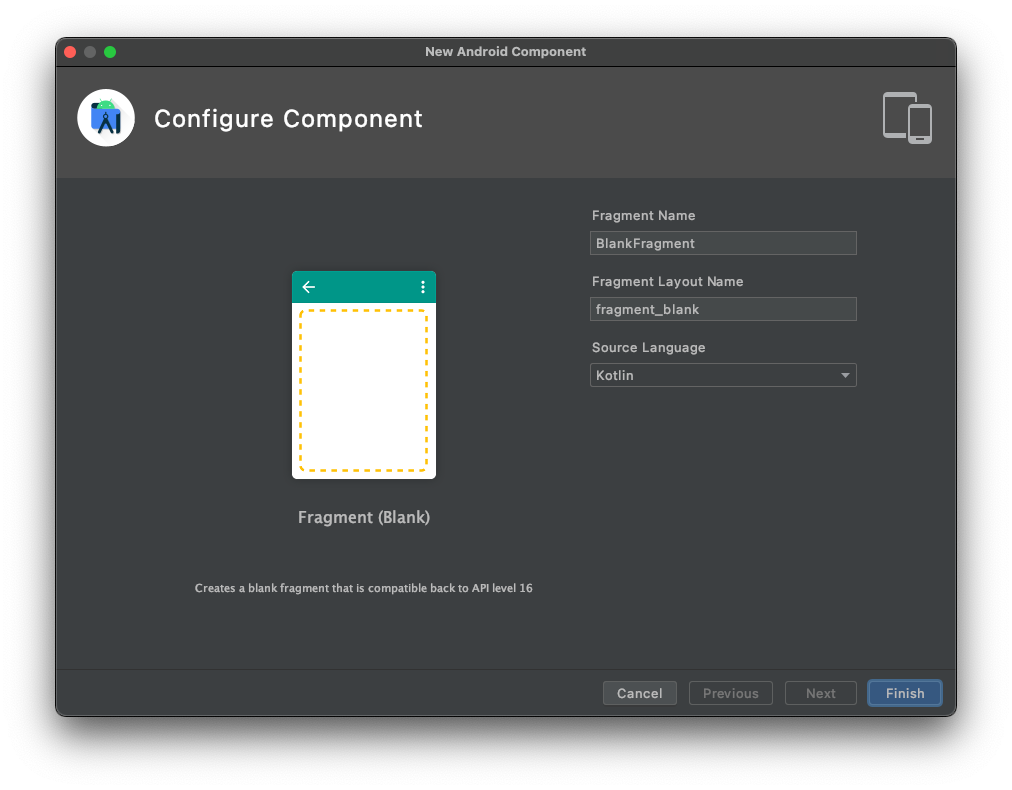 New Android Component
Configure Component
Fragment Name
BlankFragment
Fragment Layout Name
fragment_blank
Source Language
Kotlin
Fragment (Blank)
Creates a blank fragment that is compatible back to API level 16
Cancel
Previous
Next
Finish